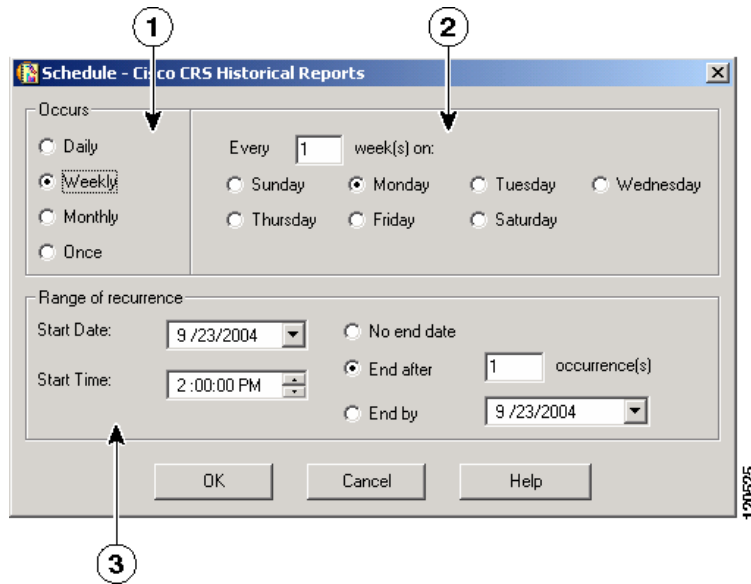 1 2
Schedule - Cisco CRS Historical Reports
Occurs
Daily
Weekly
Monthly
Once
Every 1 week(s) on:
Sunday Monday Tuesday Wednesday
Thursday Friday Saturday
Range of recurrence
Start Date: 9 /23/2004
Start Time: 2 :00:00 PM
No end date
End after 1 occurrence(s)
End by 9 /23/2004
OK Cancel Help
120525
3